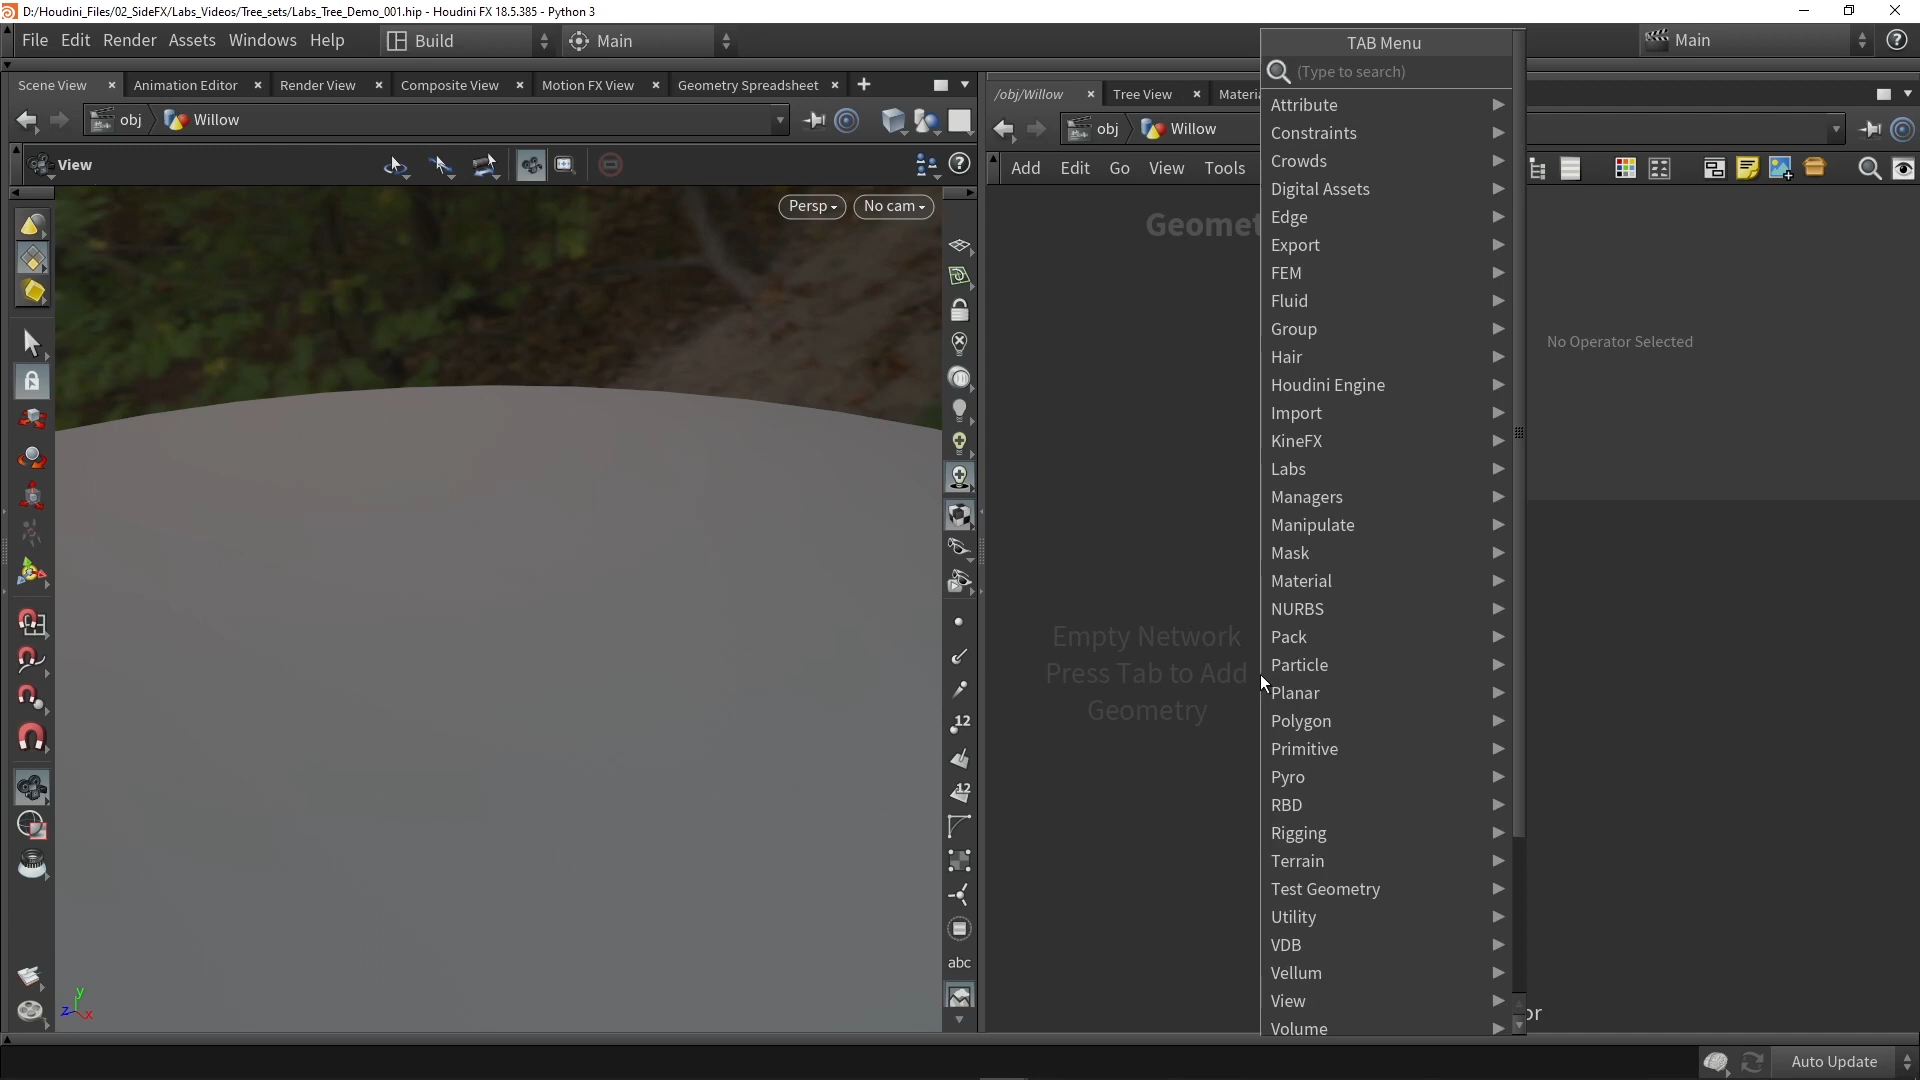 D:/Houdini_Files/02_SideFX/Labs_Videos/Tree_sets/Labs_Tree_Demo_001.hip - Houdini FX 18.5.385 - Python 3
File Edit Render Assets Windows Help Build Main Main
Scene View Animation Editor Render View Composite View Motion FX View Geometry Spreadsheet
obj Willow
View
Persp No cam
12
12
abc
y
z x
/obj/Willow Tree View Materi
obj Willow
Add Edit Go View Tools
Geomet
Empty Network
Press Tab to Add
Geometry
TAB Menu
(Type to search)
Attribute
Constraints
Crowds
Digital Assets
Edge
Export
FEM
Fluid
Group
Hair
Houdini Engine
Import
KineFX
Labs
Managers
Manipulate
Mask
Material
NURBS
Pack
Particle
Planar
Polygon
Primitive
Pyro
RBD
Rigging
Terrain
Test Geometry
Utility
VDB
Vellum
View
Volume
No Operator Selected
or
Auto Update